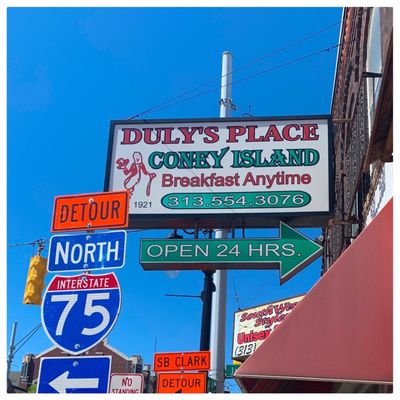 DULY'S PLACE
CONEY ISLAND
Breakfast Anytime
1921
313.554.3076
OPEN 24 HRS.
DETOUR
NORTH
INTERSTATE
75
SB CLARK
DETOUR
NO
STANDING